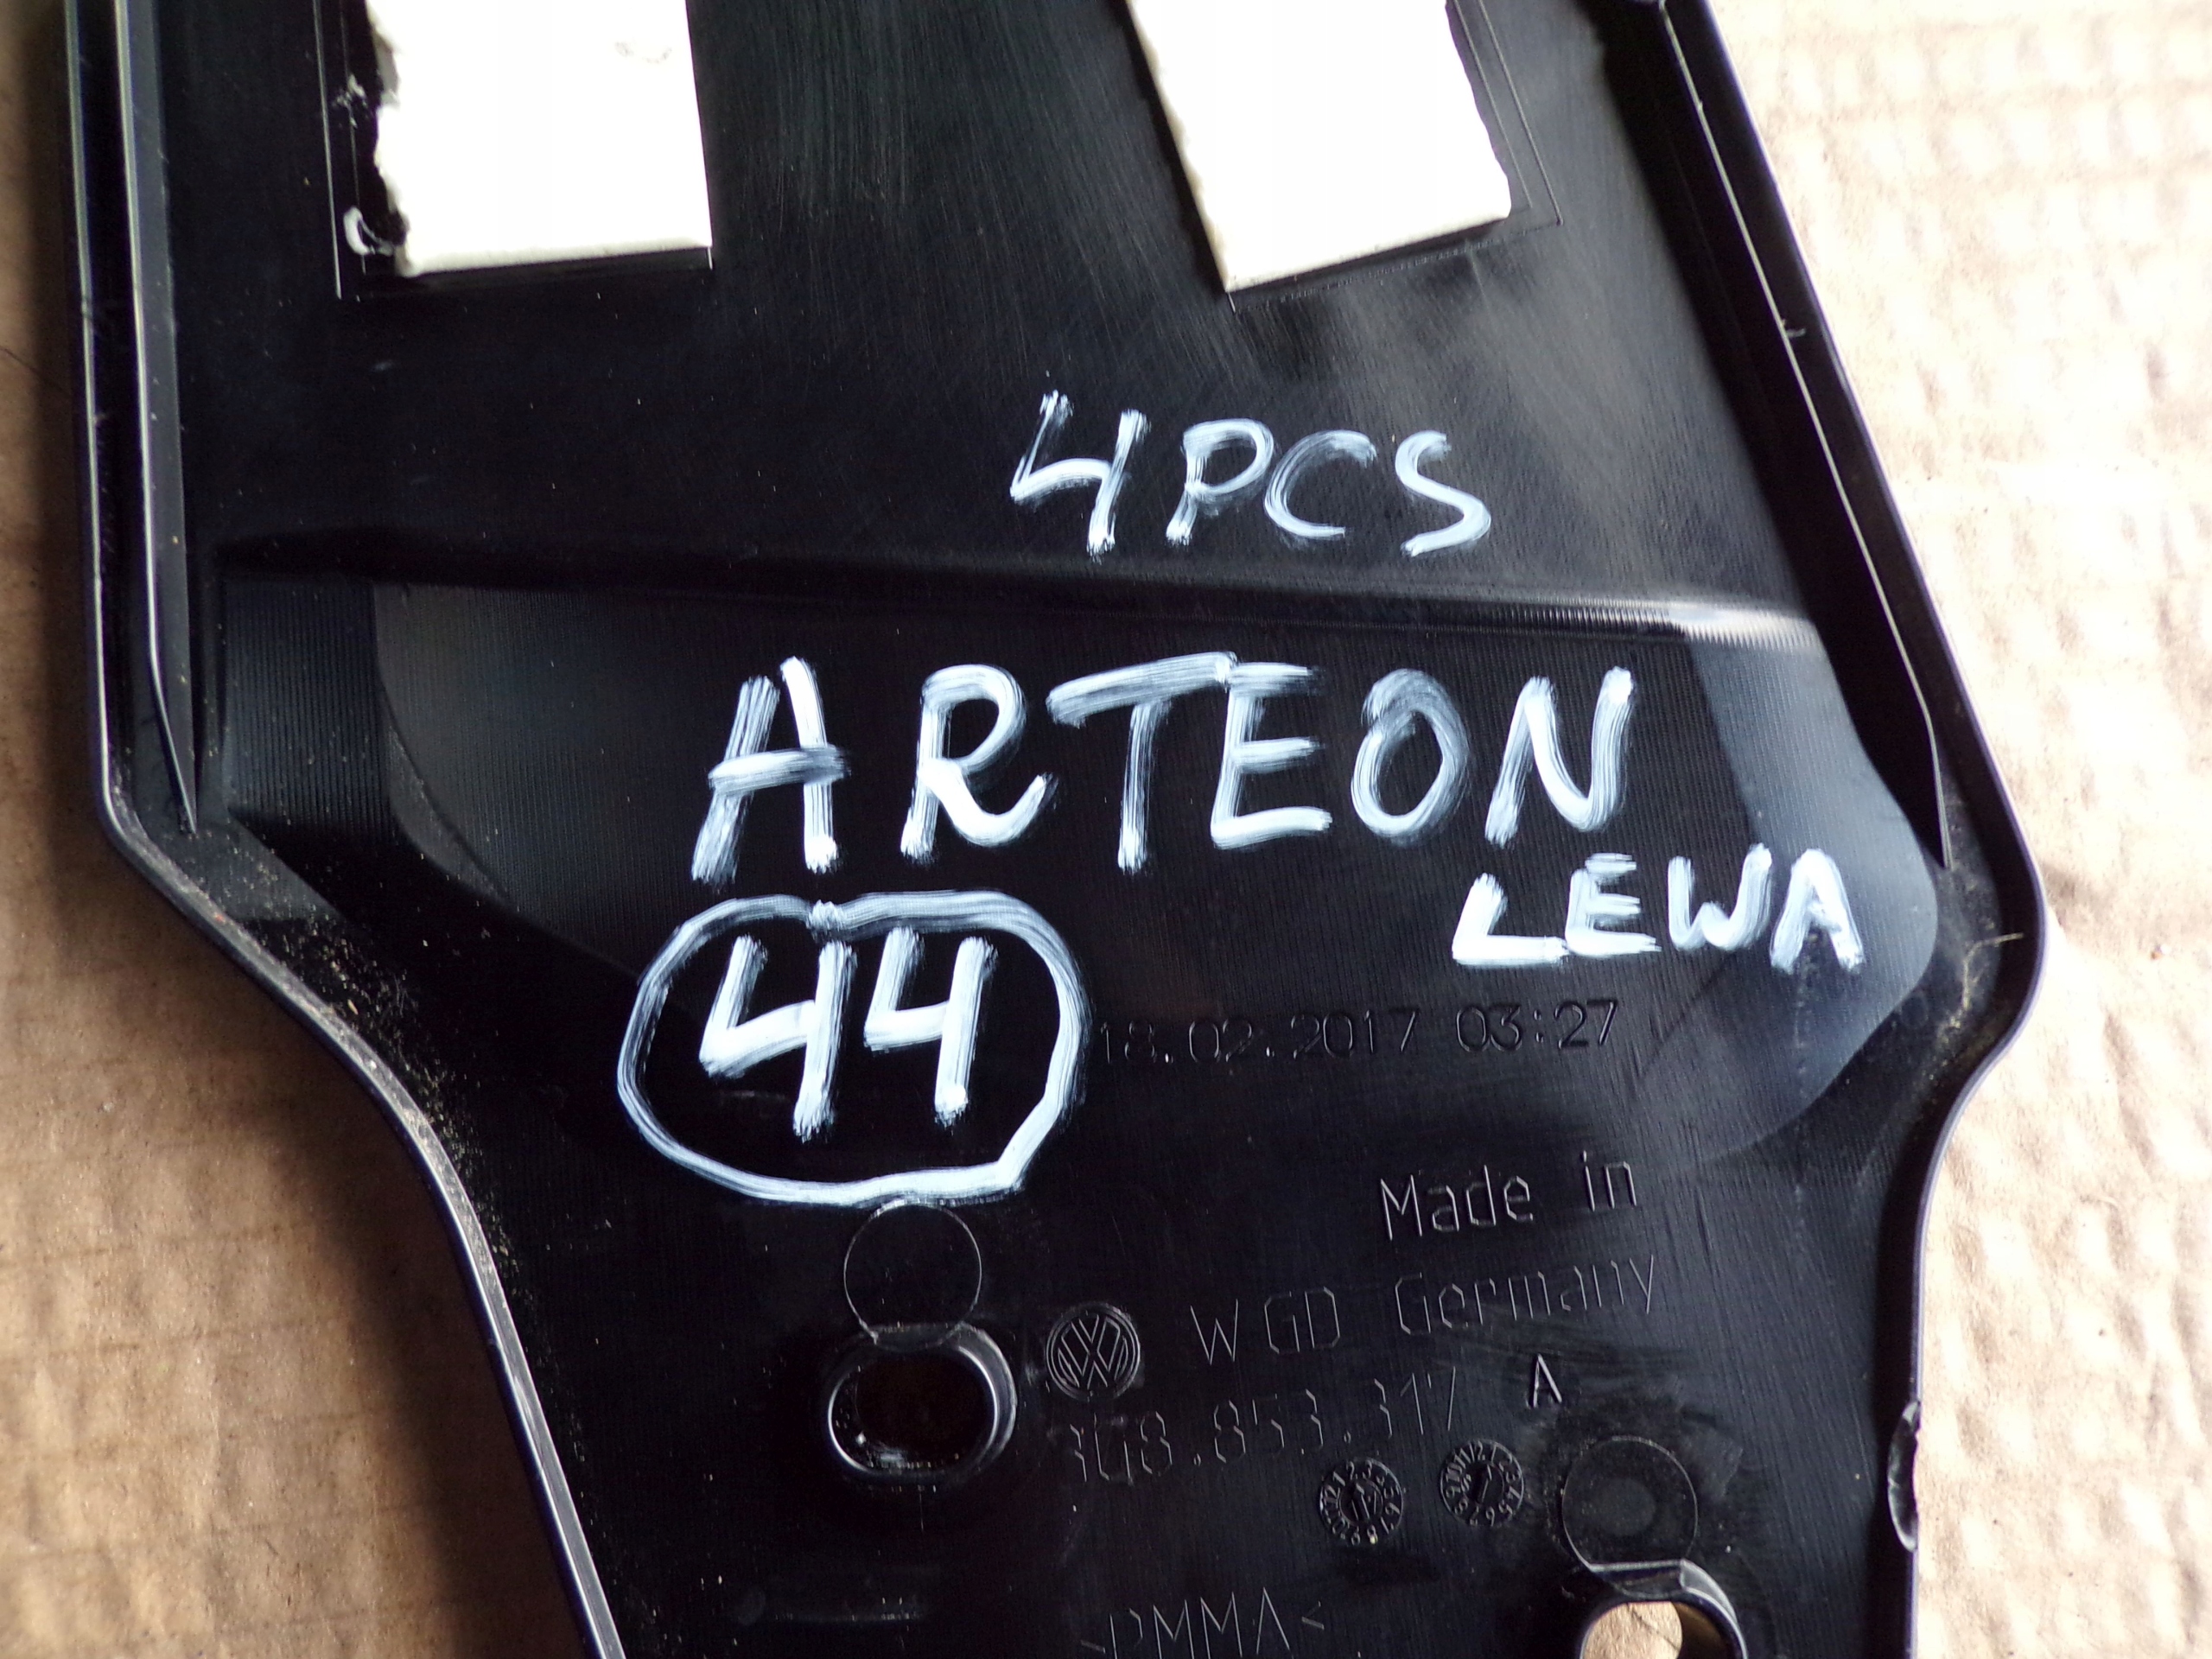 4PCS
ARTEON
LEWA
44
18.02.2017 03:27
Made in
WGD Germany
3G8.853.317 A
>PMMA<